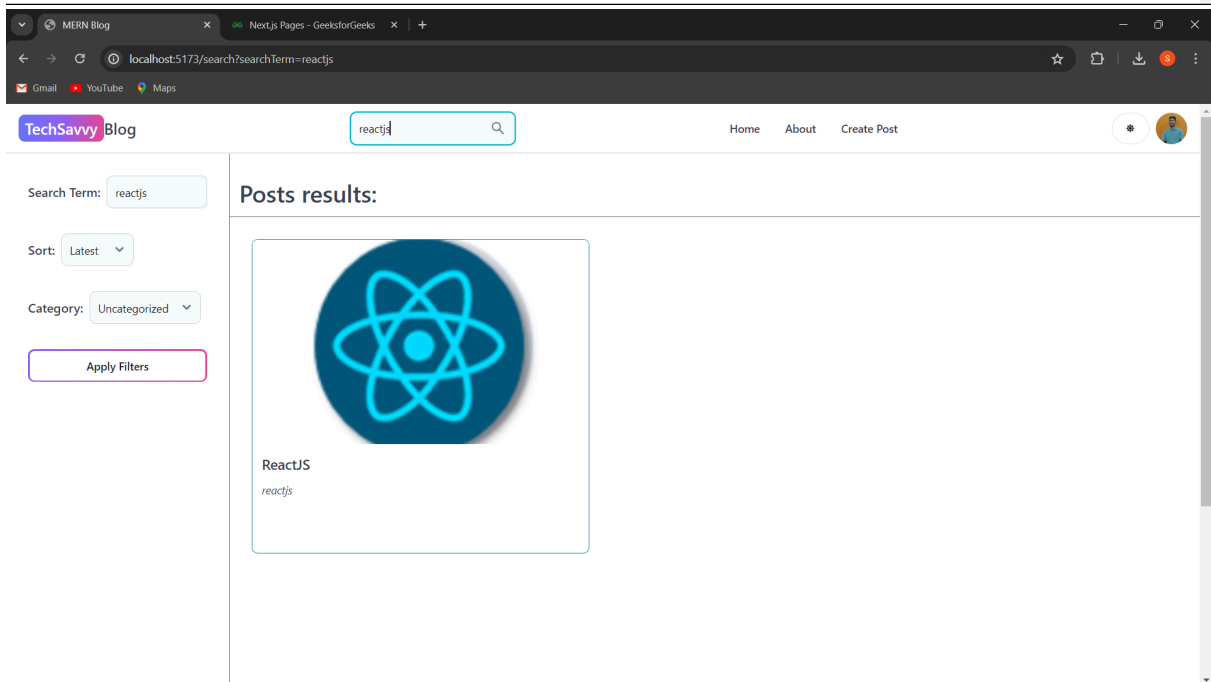 MERN Blog
Next.js Pages - GeeksforGeeks
localhost:5173/search?searchTerm=reactjs
S
Gmail YouTube Maps
TechSavvy Blog
reactjs
Home About Create Post
Search Term: reactjs
Posts results:
Sort: Latest
Category: Uncategorized
Apply Filters
ReactJS
reactjs